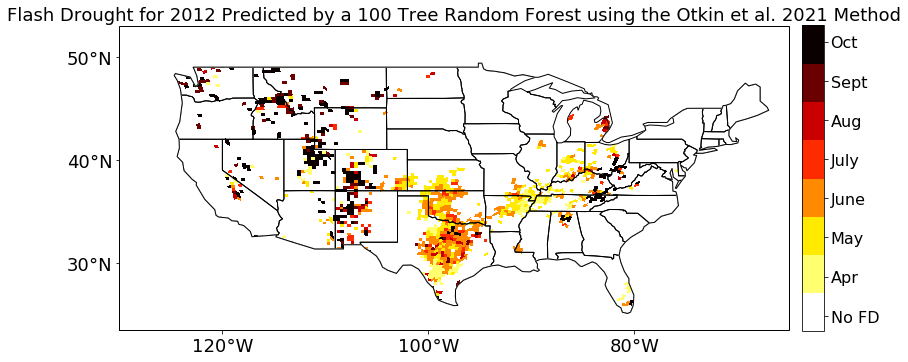 Flash Drought for 2012 Predicted by a 100 Tree Random Forest using the Otkin et al. 2021 Method
50°N
40°N
30°N
120°W
100°W
80°W
Oct
Sept
Aug
July
June
May
Apr
No FD